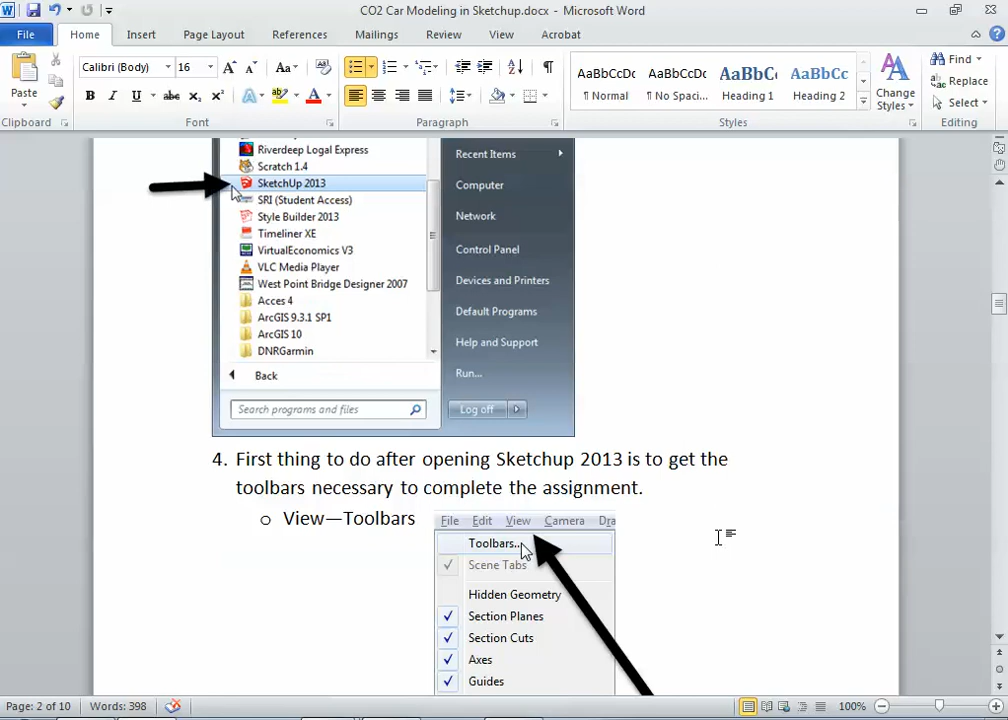 CO2 Car Modeling in Sketchup.docx - Microsoft Word
File Home Insert Page Layout References Mailings Review View Acrobat
Paste
Calibri (Body) 16 A A Aa
B I U abc x₂ x² A A
AaBbCcDc AaBbCcDc AaBbCc AaBbCc
¶ Normal ¶ No Spaci... Heading 1 Heading 2
Change Styles
Find
Replace
Select
Clipboard Font Paragraph Styles Editing
Riverdeep Logal Express
Scratch 1.4
SketchUp 2013
SRI (Student Access)
Style Builder 2013
Timeliner XE
VirtualEconomics V3
VLC Media Player
West Point Bridge Designer 2007
Acces 4
ArcGIS 9.3.1 SP1
ArcGIS 10
DNRGarmin
Back
Search programs and files
Recent Items
Computer
Network
Control Panel
Devices and Printers
Default Programs
Help and Support
Run...
Log off
4. First thing to do after opening Sketchup 2013 is to get the
toolbars necessary to complete the assignment.
o View—Toolbars
File Edit View Camera Dra
Toolbars...
Scene Tabs
Hidden Geometry
Section Planes
Section Cuts
Axes
Guides
Page: 2 of 10 Words: 398 100%